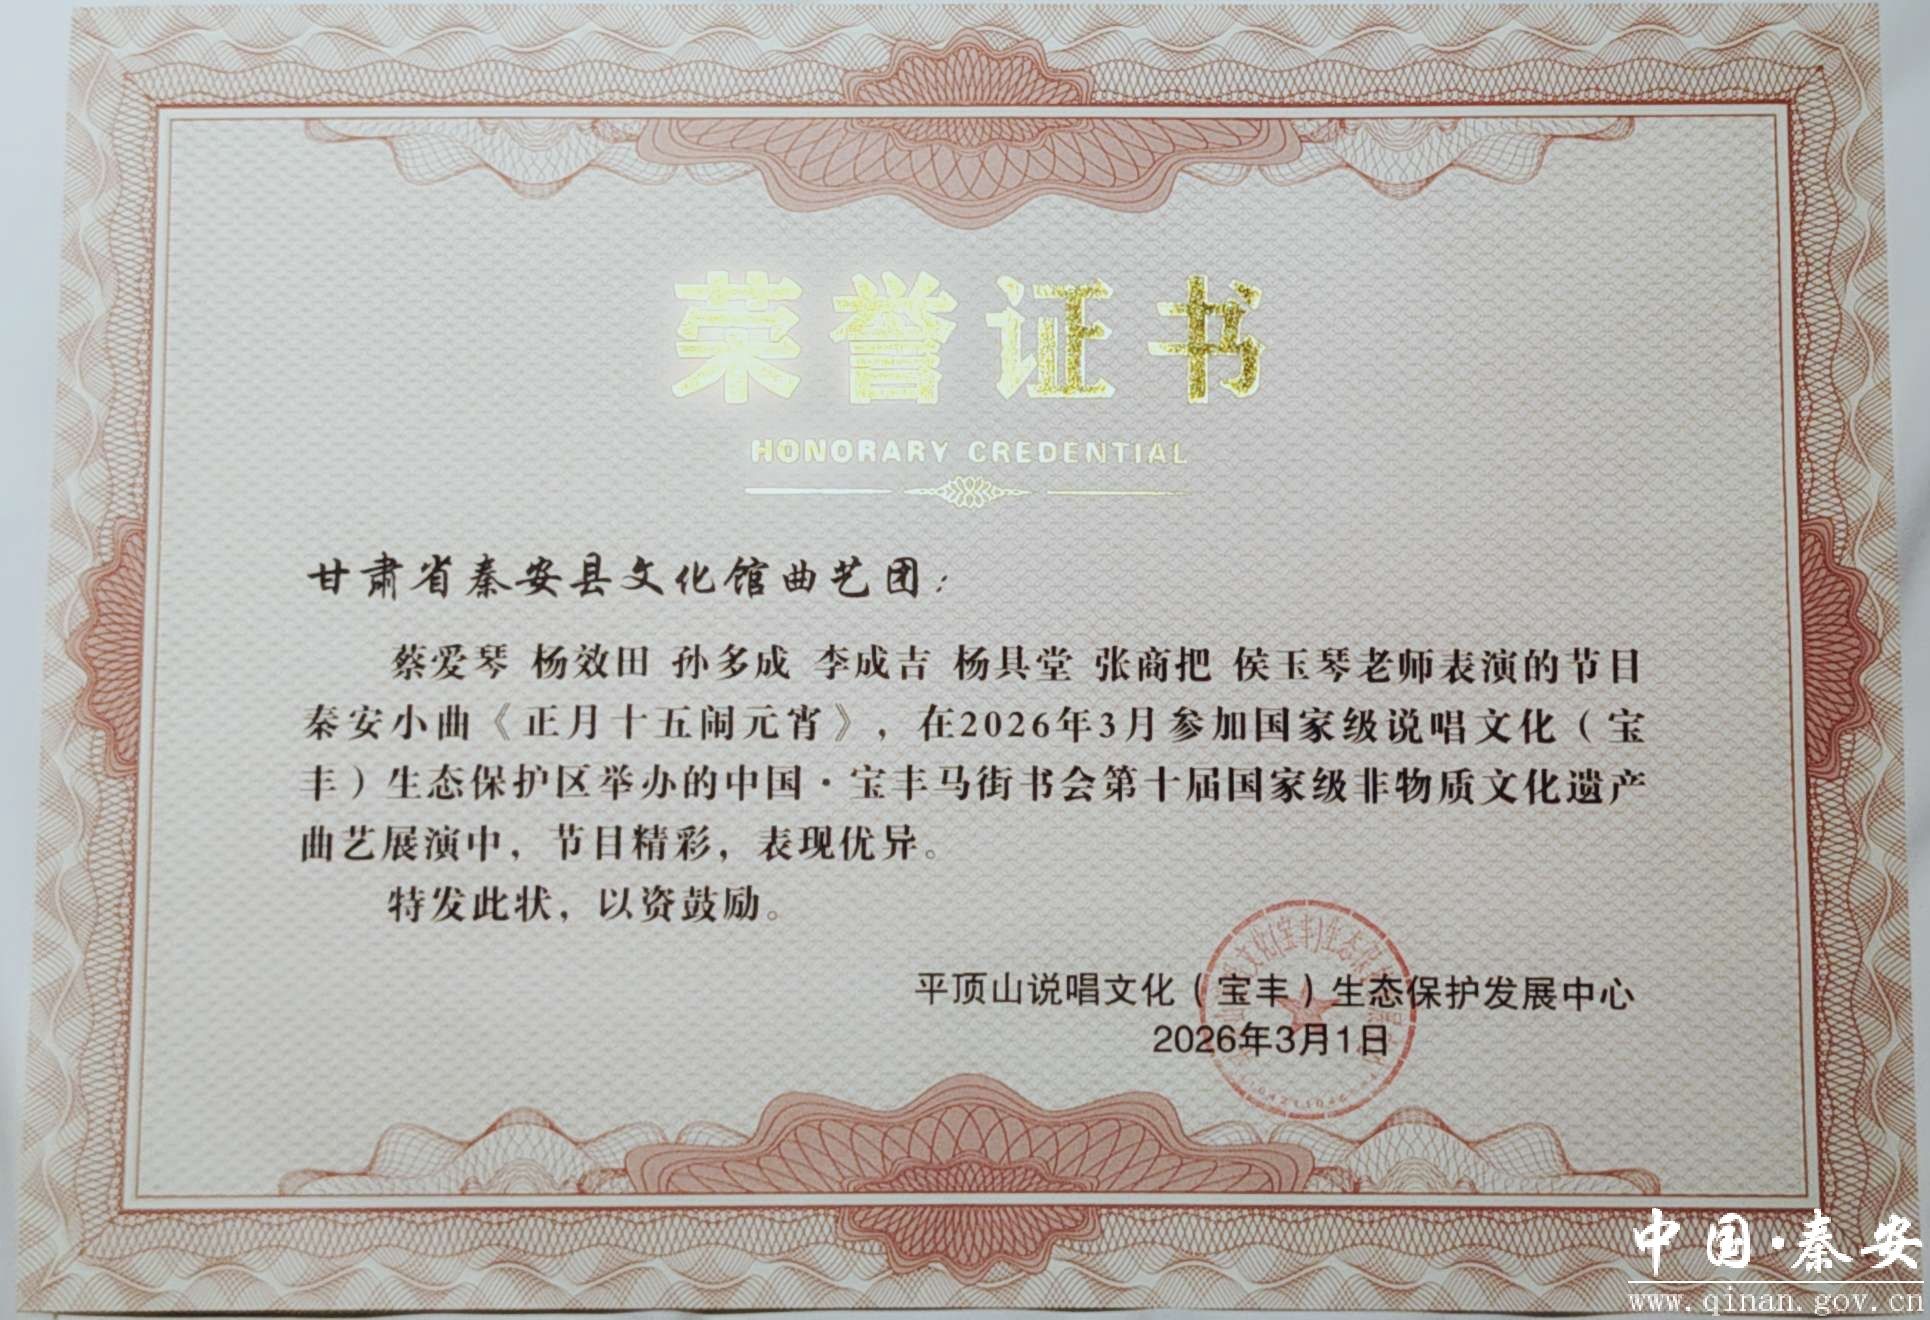 荣誉证书
HONORARY CREDENTIAL
甘肃省秦安县文化馆曲艺团：
蔡爱琴 杨效田 孙多成 李成吉 杨具堂 张商把 侯玉琴老师表演的节目
秦安小曲《正月十五闹元宵》，在2026年3月参加国家级说唱文化（宝
丰）生态保护区举办的中国·宝丰马街书会第十届国家级非物质文化遗产
曲艺展演中，节目精彩，表现优异。
特发此状，以资鼓励。
平顶山说唱文化（宝丰）生态保护发展中心
2026年3月1日
文化(宝丰)生态保
中国·秦安
www.qinan.gov.cn